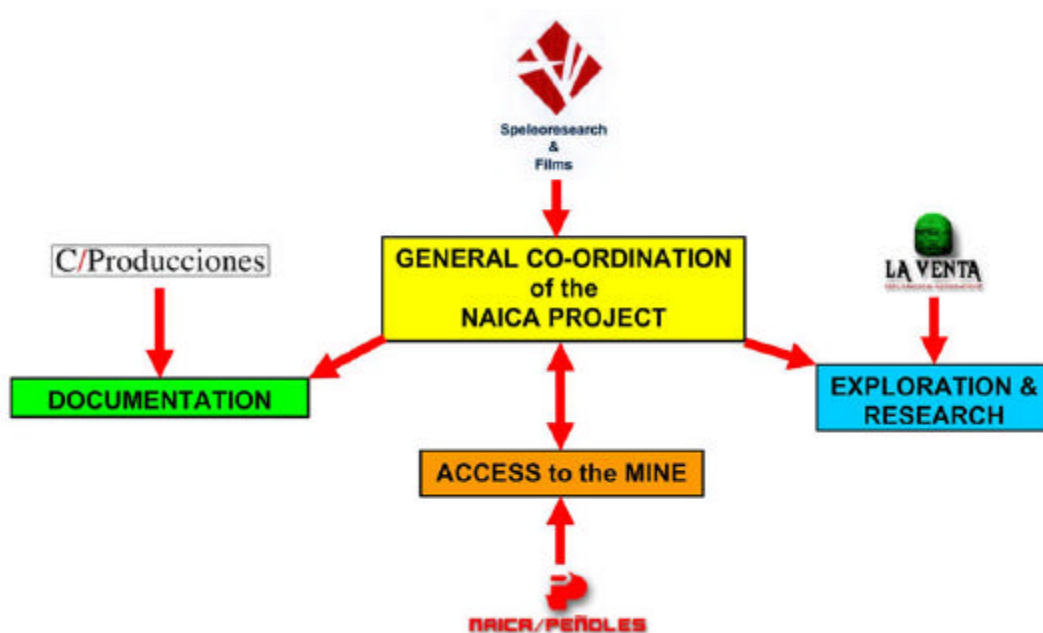 Speleoresearch
&
Films
C/Producciones
GENERAL CO-ORDINATION
of the
NAICA PROJECT
LA VENTA
DOCUMENTATION
EXPLORATION &
RESEARCH
ACCESS to the MINE
NAICA/PEÑOLES